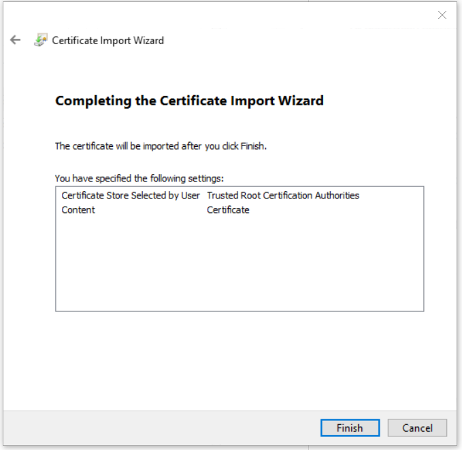 Certificate Import Wizard
Completing the Certificate Import Wizard
The certificate will be imported after you click Finish.
You have specified the following settings:
Certificate Store Selected by User Trusted Root Certification Authorities
Content Certificate
Finish Cancel